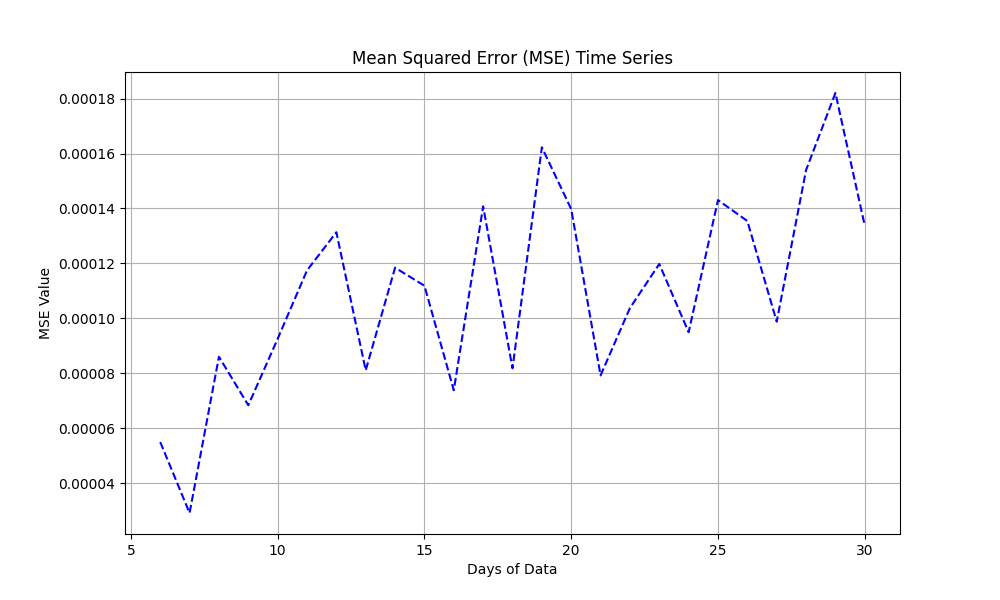 Mean Squared Error (MSE) Time Series
0.00018
0.00016
0.00014
0.00012
0.00010
0.00008
0.00006
0.00004
MSE Value
5 10 15 20 25 30
Days of Data